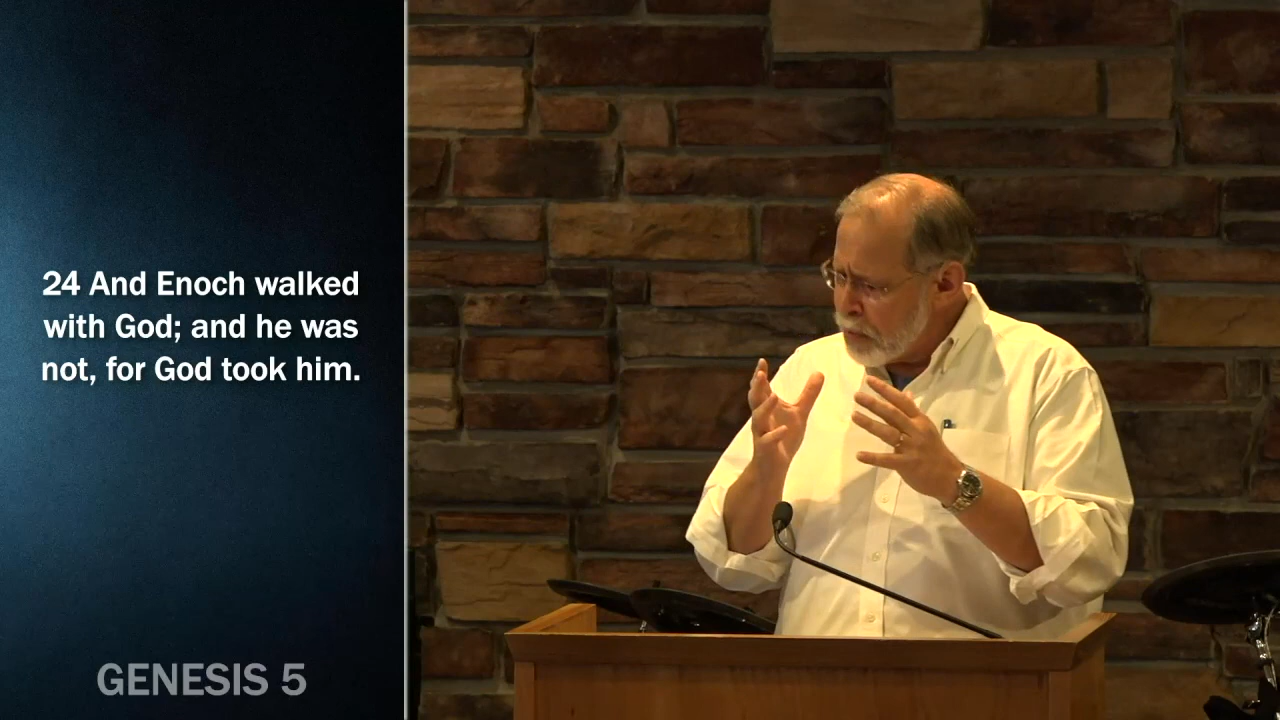 24 And Enoch walked
with God; and he was
not, for God took him.
GENESIS 5